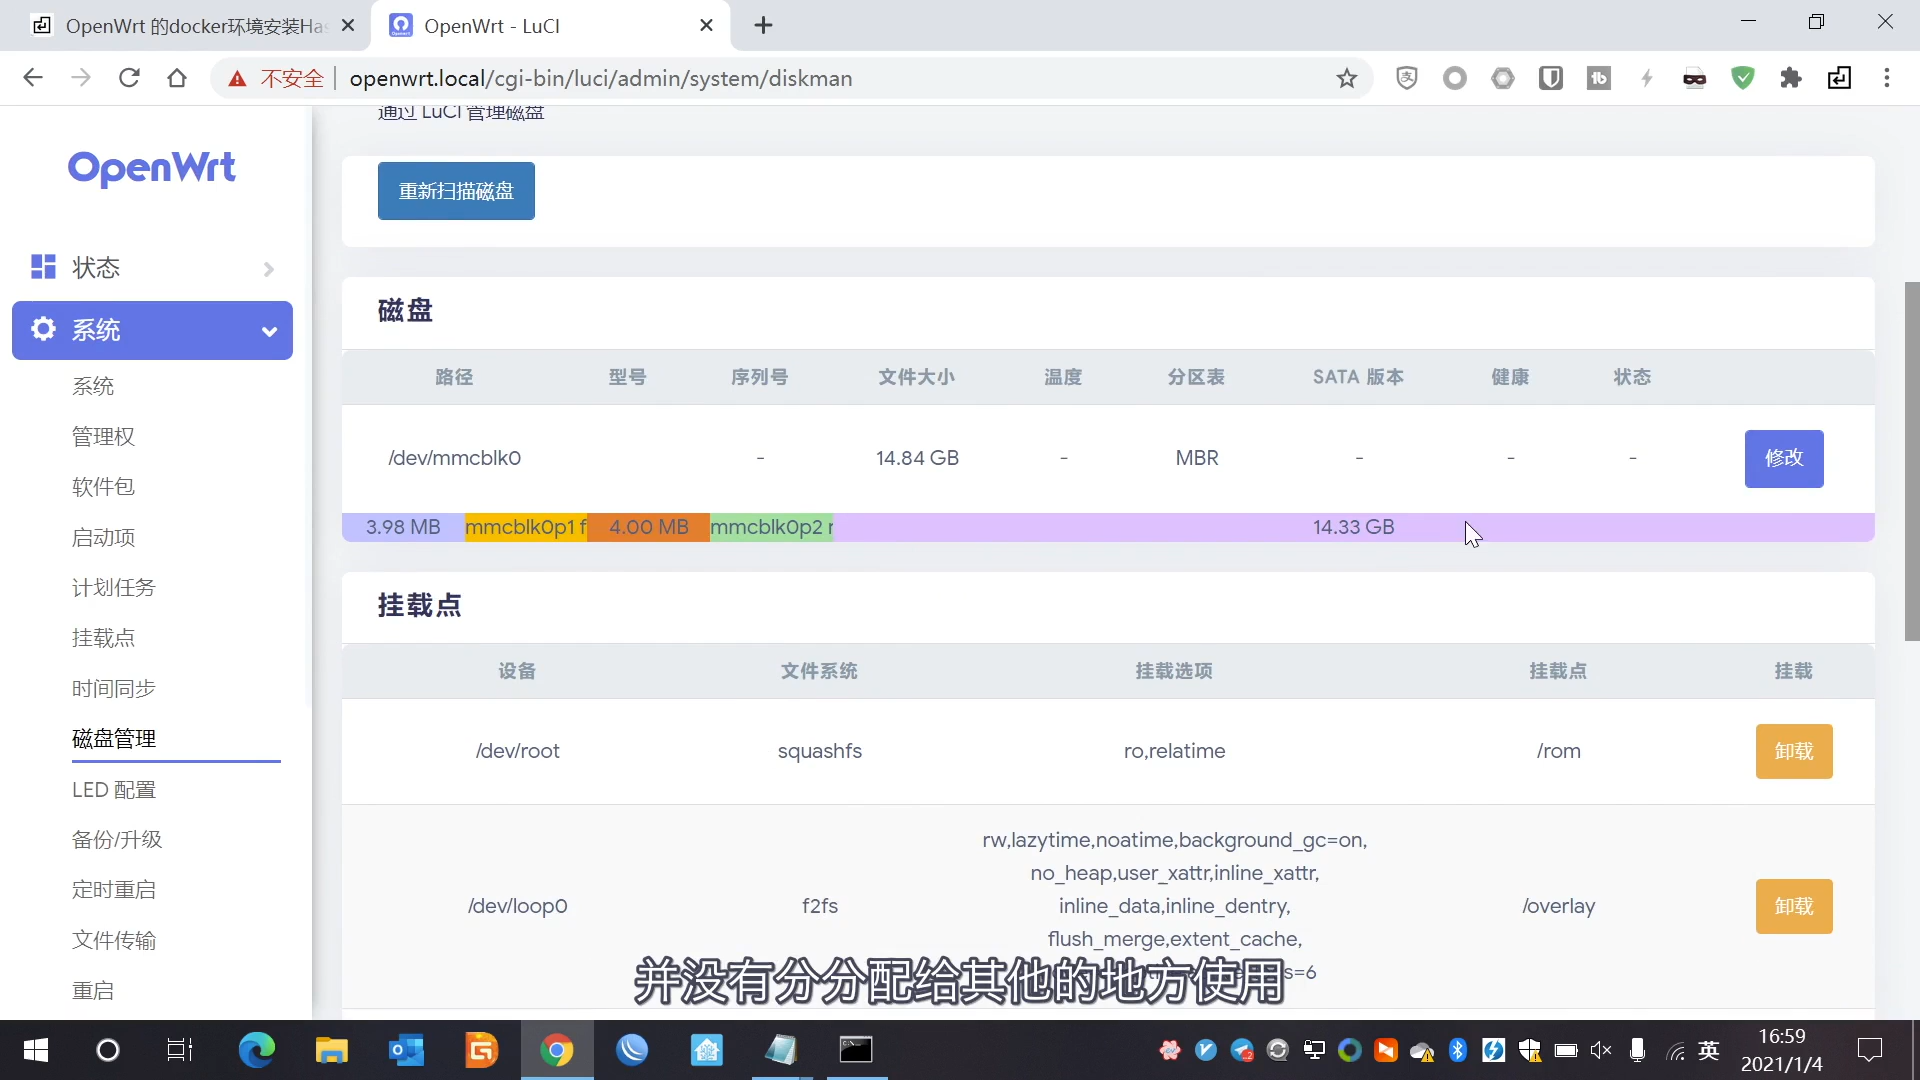 OpenWrt 的docker环境安装Has
OpenWrt - LuCI
不安全
openwrt.local/cgi-bin/luci/admin/system/diskman
通过 LuCI 管理磁盘
OpenWrt
重新扫描磁盘
状态
系统
系统
管理权
软件包
启动项
计划任务
挂载点
时间同步
磁盘管理
LED 配置
备份/升级
定时重启
文件传输
重启
磁盘
路径 型号 序列号 文件大小 温度 分区表 SATA 版本 健康 状态
/dev/mmcblk0 - 14.84 GB - MBR - - - 修改
3.98 MB mmcblk0p1 f 4.00 MB mmcblk0p2 r 14.33 GB
挂载点
设备 文件系统 挂载选项 挂载点 挂载
/dev/root squashfs ro,relatime /rom 卸载
rw,lazytime,noatime,background_gc=on,
no_heap,user_xattr,inline_xattr,
/dev/loop0 f2fs inline_data,inline_dentry, /overlay 卸载
flush_merge,extent_cache,
s=6
并没有分分配给其他的地方使用
英
16:59
2021/1/4